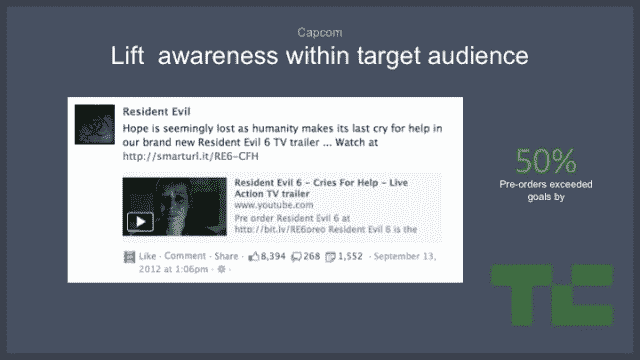 Capcom
Lift awareness within target audience
Resident Evil
Hope is seemingly lost as humanity makes its last cry for help in
our brand new Resident Evil 6 TV trailer ... Watch at
http://smarturl.it/RE6-CFH
Resident Evil 6 - Cries For Help - Live
Action TV trailer
www.youtube.com
Pre order Resident Evil 6 at
http://bit.lv/RE6preo Resident Evil 6 is the
Like · Comment · Share · 8,394 268 1,552 · September 13,
2012 at 1:06pm ·
50%
Pre-orders exceeded
goals by
TC